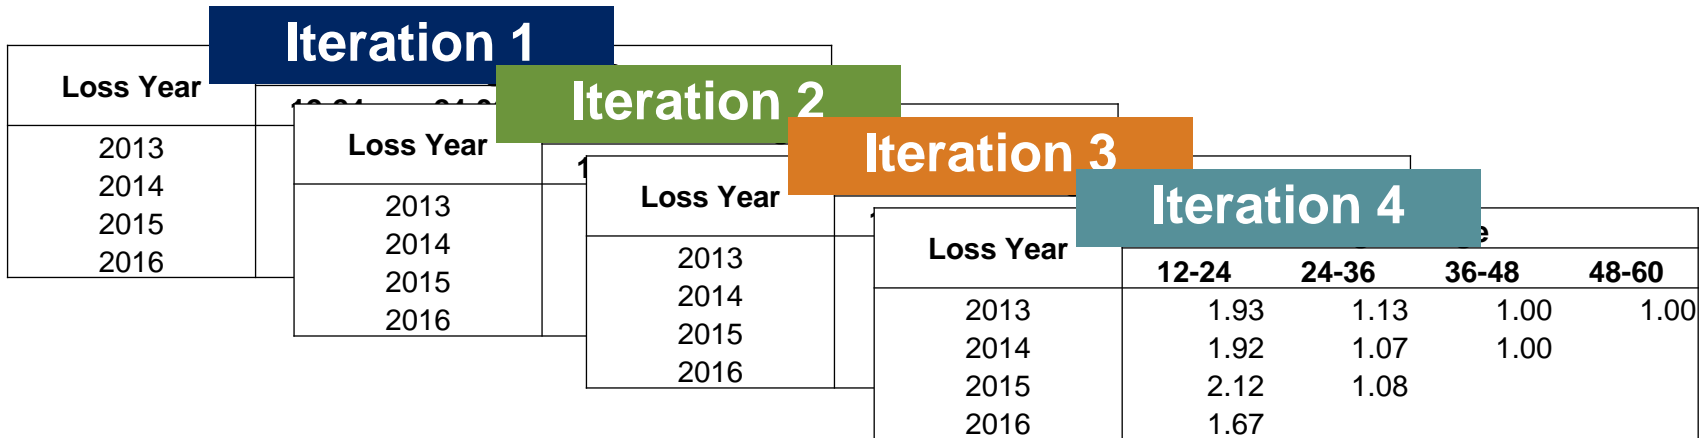 Iteration 1
Loss Year
2013
2014
2015
2016
Iteration 2
Loss Year
2013
2014
2015
2016
Iteration 3
Loss Year
2013
2014
2015
2016
Iteration 4
Loss Year
12-24 24-36 36-48 48-60
2013 1.93 1.13 1.00 1.00
2014 1.92 1.07 1.00
2015 2.12 1.08
2016 1.67